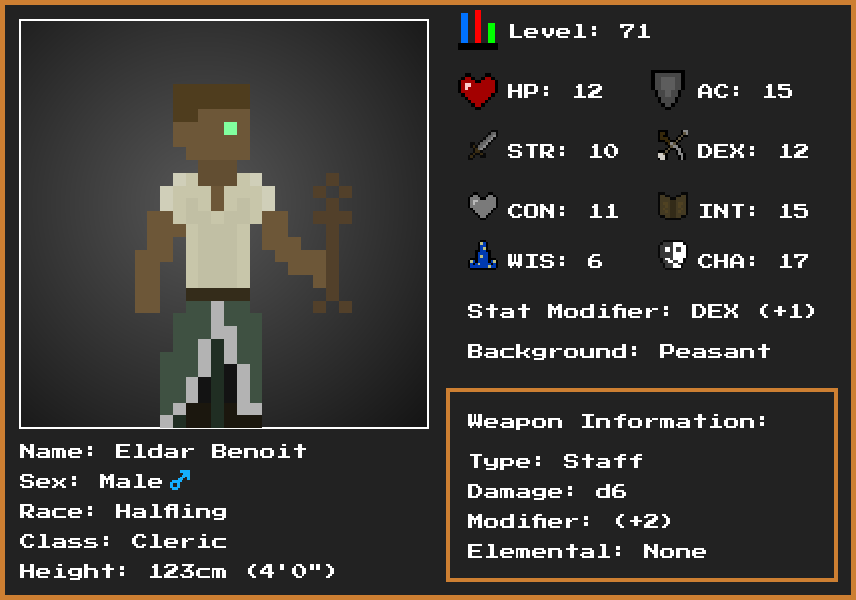 Level: 71
HP: 12 AC: 15
STR: 10 DEX: 12
CON: 11 INT: 15
WIS: 6 CHA: 17
Stat Modifier: DEX (+1)
Background: Peasant
Weapon Information:
Type: Staff
Damage: d6
Modifier: (+2)
Elemental: None
Name: Eldar Benoit
Sex: Male ♂
Race: Halfling
Class: Cleric
Height: 123cm (4'0")